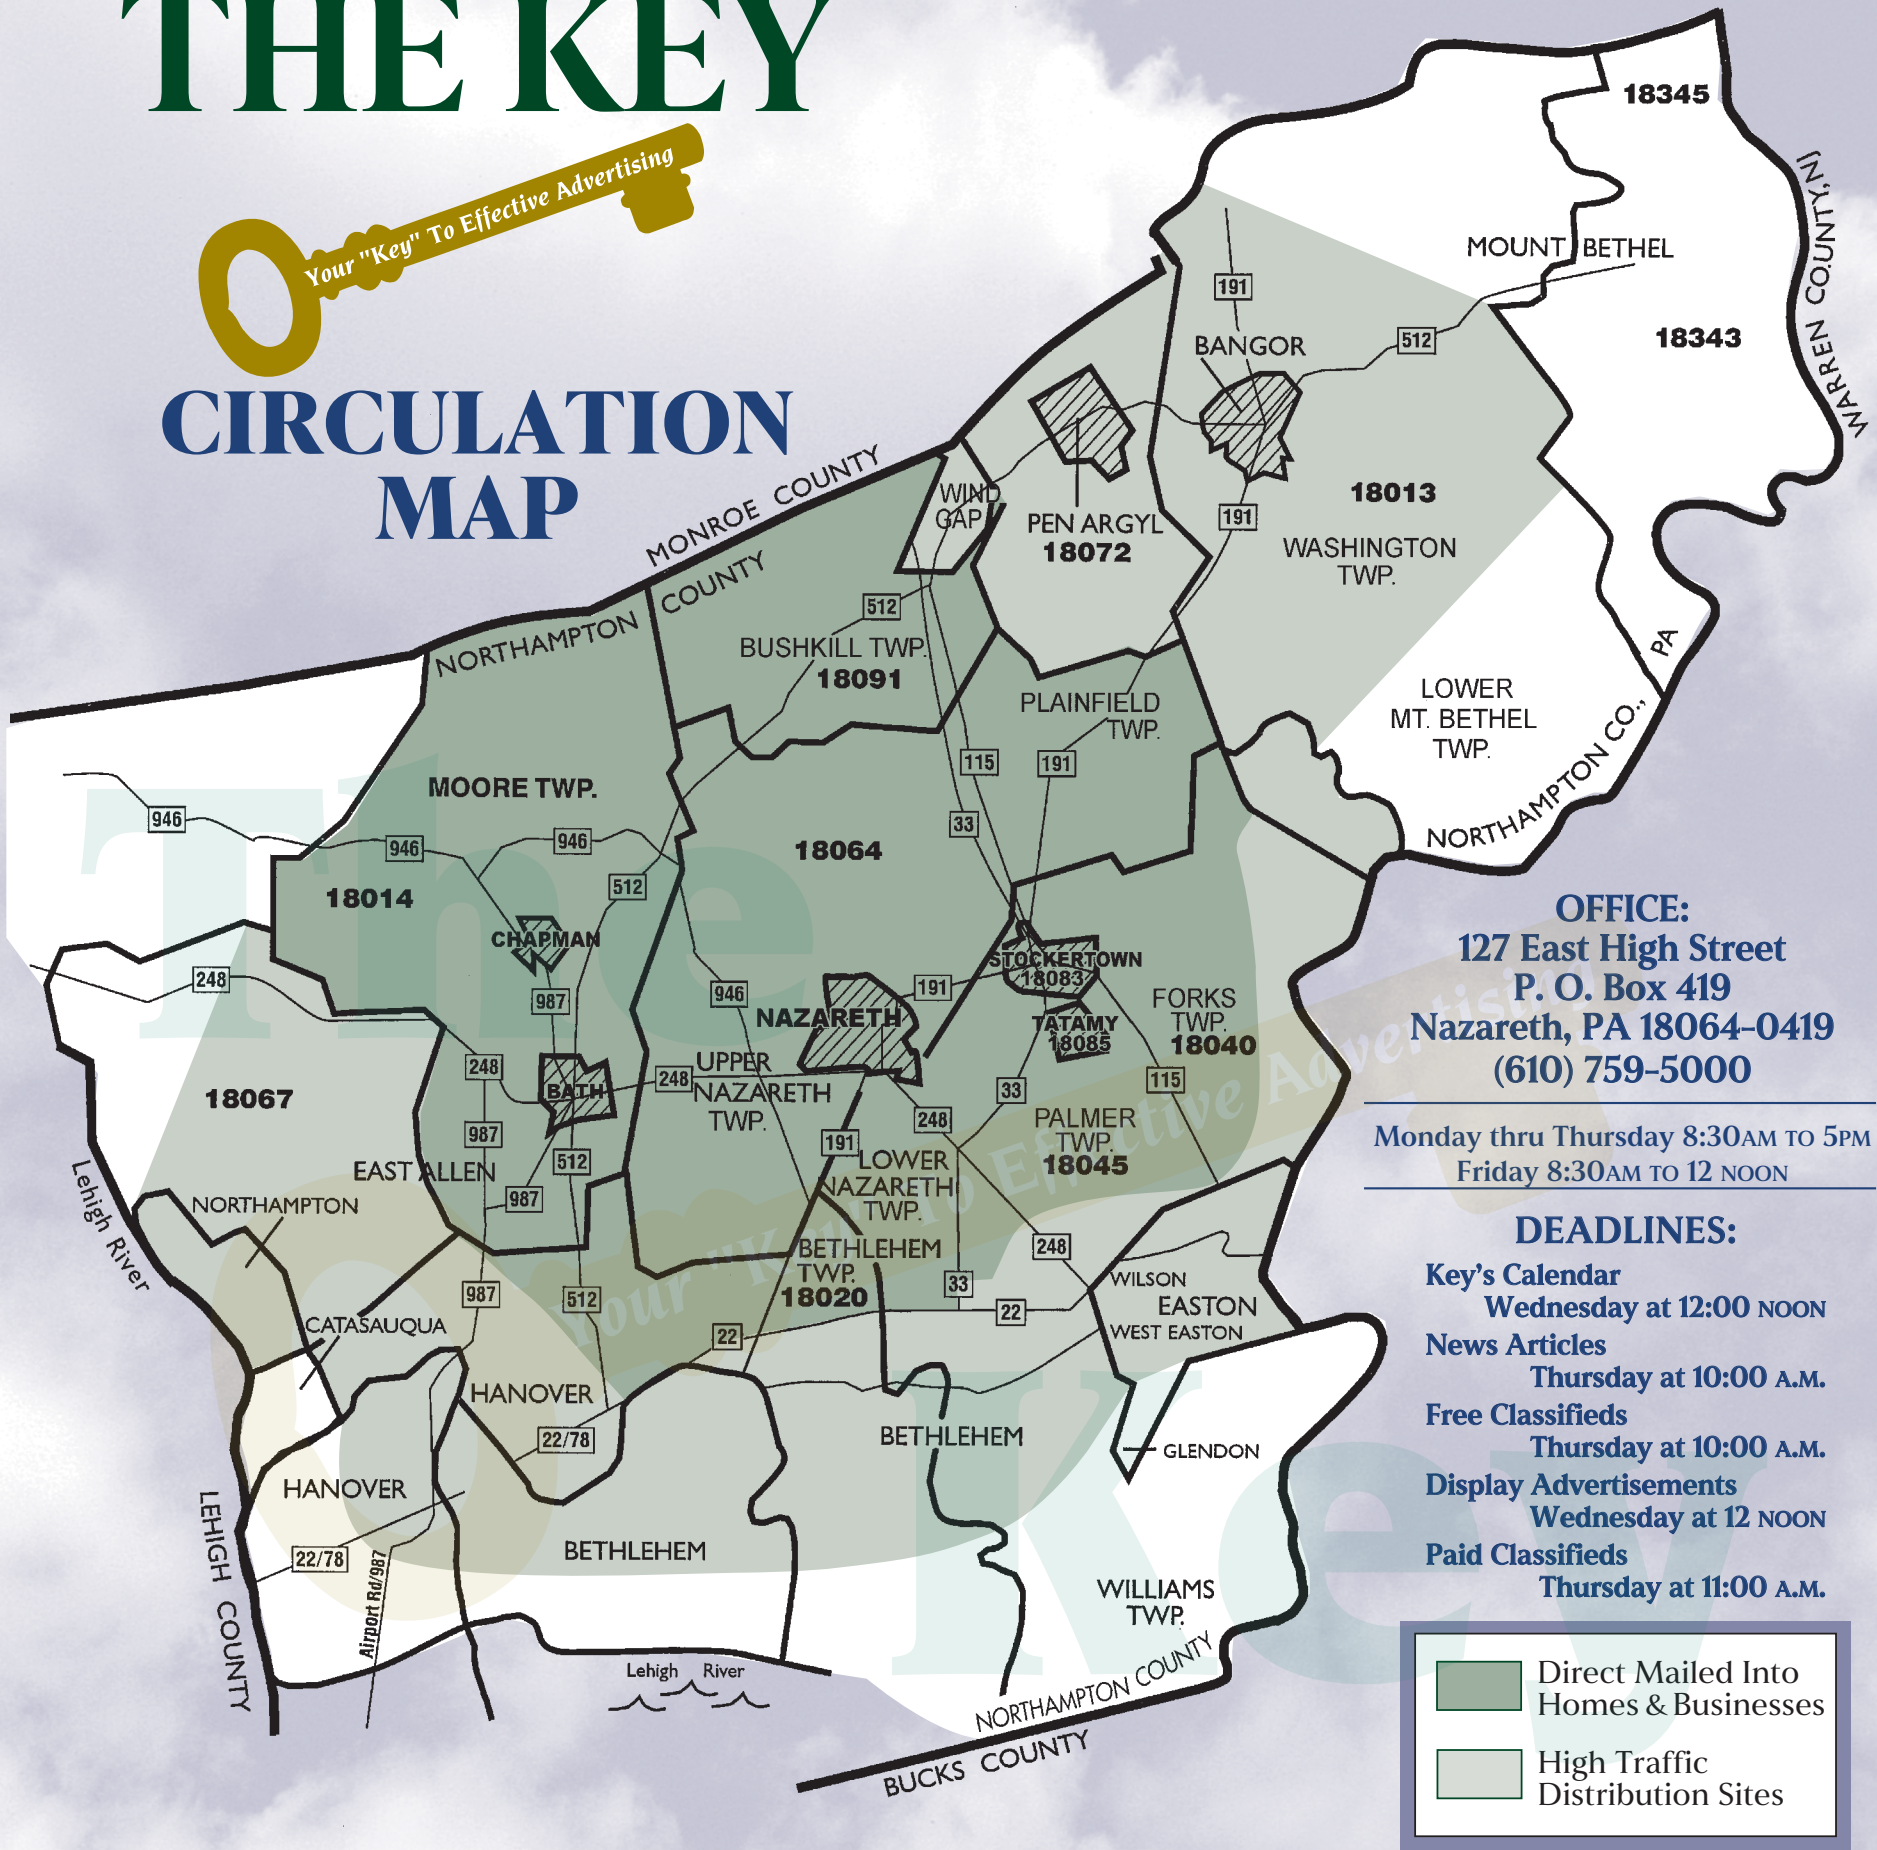 THE KEY
Your "Key" To Effective Advertising
CIRCULATION
MAP
18345
WARREN COUNTY, NJ
MOUNT BETHEL
18343
191
BANGOR
512
18013
WASHINGTON
TWP.
191
MONROE COUNTY
NORTHAMPTON COUNTY
WIND
GAP
PEN ARGYL
18072
512
BUSHKILL TWP.
18091
PLAINFIELD
TWP.
LOWER
MT. BETHEL
TWP.
NORTHAMPTON CO., PA
115
191
33
MOORE TWP.
946
946
946
18064
512
18014
CHAPMAN
248
987
946
191
NAZARETH
STOCKERTOWN
18083
TATAMY
18085
FORKS
TWP.
18040
248
BATH
248
UPPER
NAZARETH
TWP.
33
115
18067
987
248
PALMER
TWP.
18045
191
512
EAST ALLEN
LOWER
NAZARETH
TWP.
987
NORTHAMPTON
Lehigh River
BETHLEHEM
TWP.
18020
248
33
987
512
WILSON
EASTON
WEST EASTON
22
22
CATASAUQUA
HANOVER
22/78
BETHLEHEM
GLENDON
HANOVER
BETHLEHEM
22/78
Airport Rd/987
LEHIGH COUNTY
WILLIAMS
TWP.
Lehigh River
NORTHAMPTON COUNTY
BUCKS COUNTY
The
Key
Your "Key" To Effective Advertising
OFFICE:
127 East High Street
P. O. Box 419
Nazareth, PA 18064-0419
(610) 759-5000
Monday thru Thursday 8:30AM TO 5PM
Friday 8:30AM TO 12 NOON
DEADLINES:
Key's Calendar
Wednesday at 12:00 NOON
News Articles
Thursday at 10:00 A.M.
Free Classifieds
Thursday at 10:00 A.M.
Display Advertisements
Wednesday at 12 NOON
Paid Classifieds
Thursday at 11:00 A.M.
Direct Mailed Into
Homes & Businesses
High Traffic
Distribution Sites